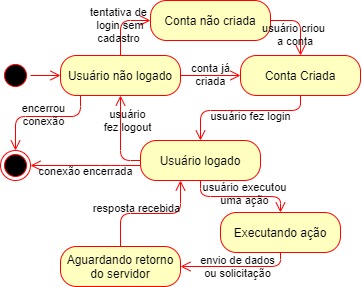 tentativa de
login sem
cadastro
Conta não criada
usuário criou
a conta
Usuário não logado
conta já
criada
Conta Criada
encerrou
conexão
usuário
fez logout
usuário fez login
Usuário logado
conexão encerrada
usuário executou
uma ação
resposta recebida
Executando ação
Aguardando retorno
do servidor
envio de dados
ou solicitação